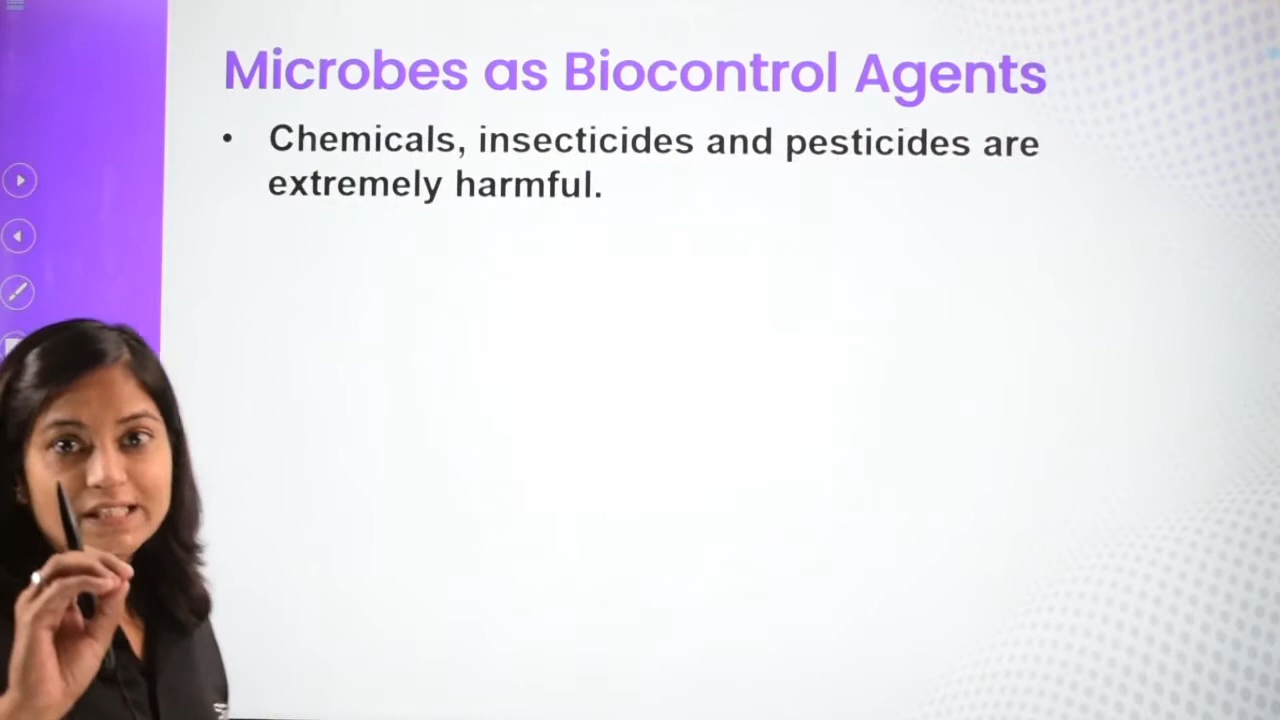 Microbes as Biocontrol Agents
• Chemicals, insecticides and pesticides are
extremely harmful.